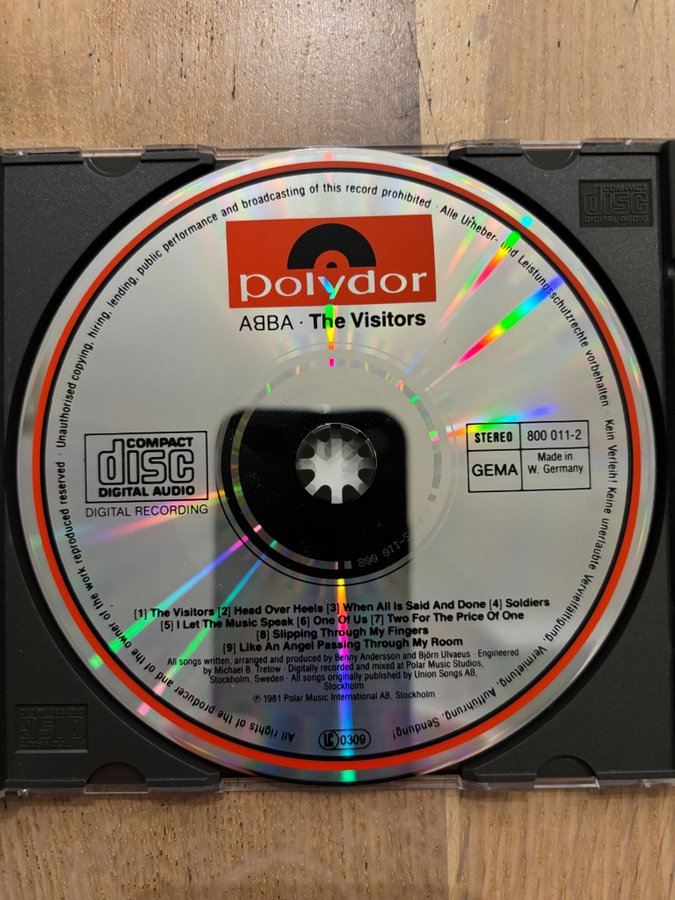 Unauthorised copying, hiring, lending, public performance and broadcasting of this record prohibited · Alle Urheber- und Leistungsschutzrechte vorbehalten · Kein Verleih! Keine unerlaubte Vervielfältigung, Vermietung, Aufführung, Sendung!
COMPACT
disc
DIGITAL AUDIO
polydor
ABBA · The Visitors
COMPACT
disc
DIGITAL AUDIO
DIGITAL RECORDING
STEREO 800 011-2
GEMA Made in W. Germany
800 011-2
[1] The Visitors [2] Head Over Heels [3] When All Is Said And Done [4] Soldiers
[5] I Let The Music Speak [6] One Of Us [7] Two For The Price Of One
[8] Slipping Through My Fingers
[9] Like An Angel Passing Through My Room
All songs written, arranged and produced by Benny Andersson and Björn Ulvaeus · Engineered
by Michael B. Tretow · Digitally recorded and mixed at Polar Music Studios,
Stockholm, Sweden · All songs originally published by Union Songs AB,
Stockholm
℗ 1981 Polar Music International AB, Stockholm
LC 0309
All rights of the producer and of the owner of the work reproduced reserved ·